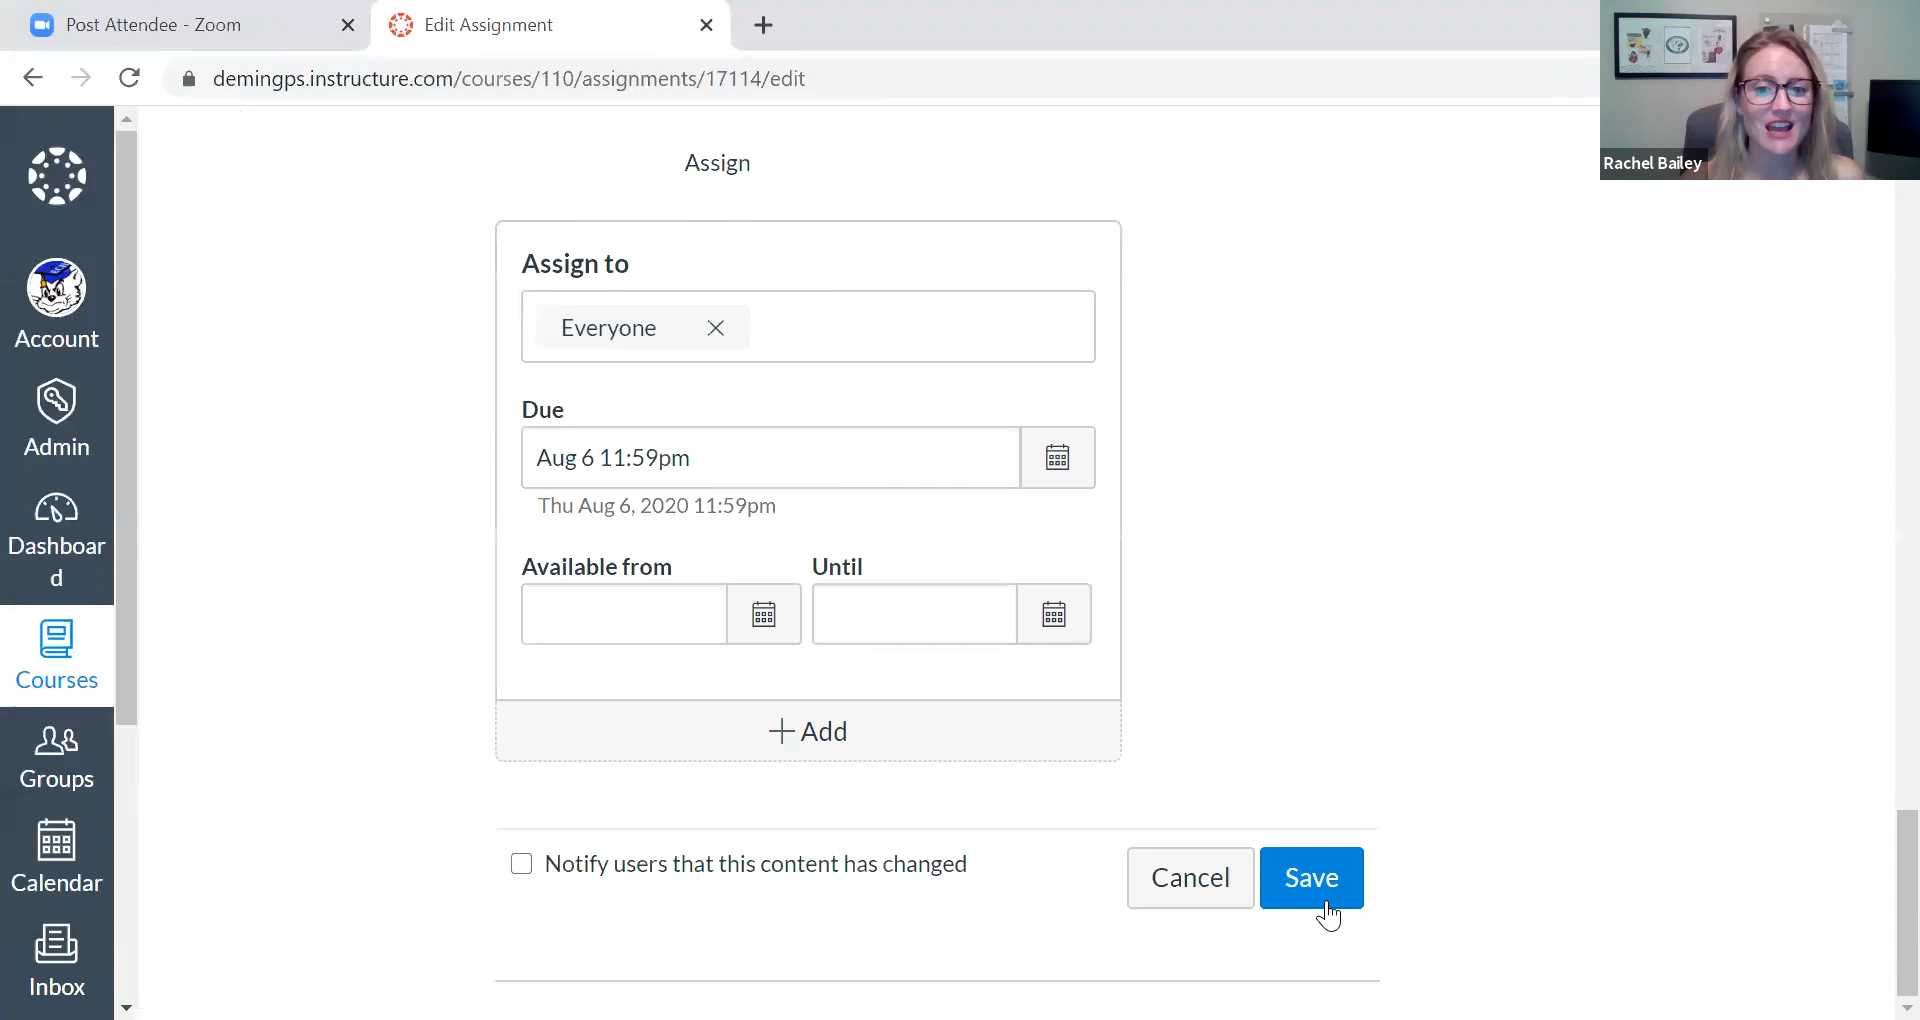 Post Attendee - Zoom
Edit Assignment
demingps.instructure.com/courses/110/assignments/17114/edit
Rachel Bailey
Account
Admin
Dashboar
d
Courses
Groups
Calendar
Inbox
Assign
Assign to
Everyone
Due
Aug 6 11:59pm
Thu Aug 6, 2020 11:59pm
Available from
Until
Add
Notify users that this content has changed
Cancel
Save